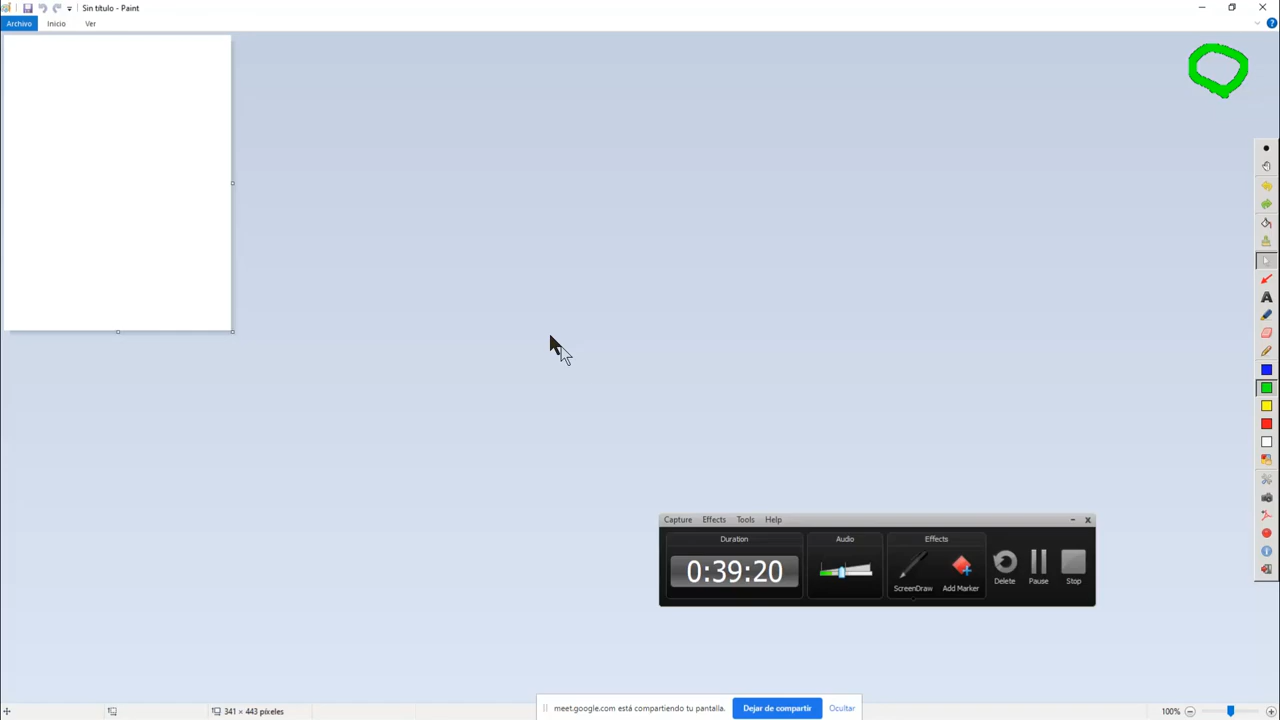 Sin título - Paint
Archivo Inicio Ver
Capture Effects Tools Help
Duration Audio Effects
0:39:20
ScreenDraw Add Marker Delete Pause Stop
meet.google.com está compartiendo tu pantalla. Dejar de compartir Ocultar
341 × 443 píxeles 100%